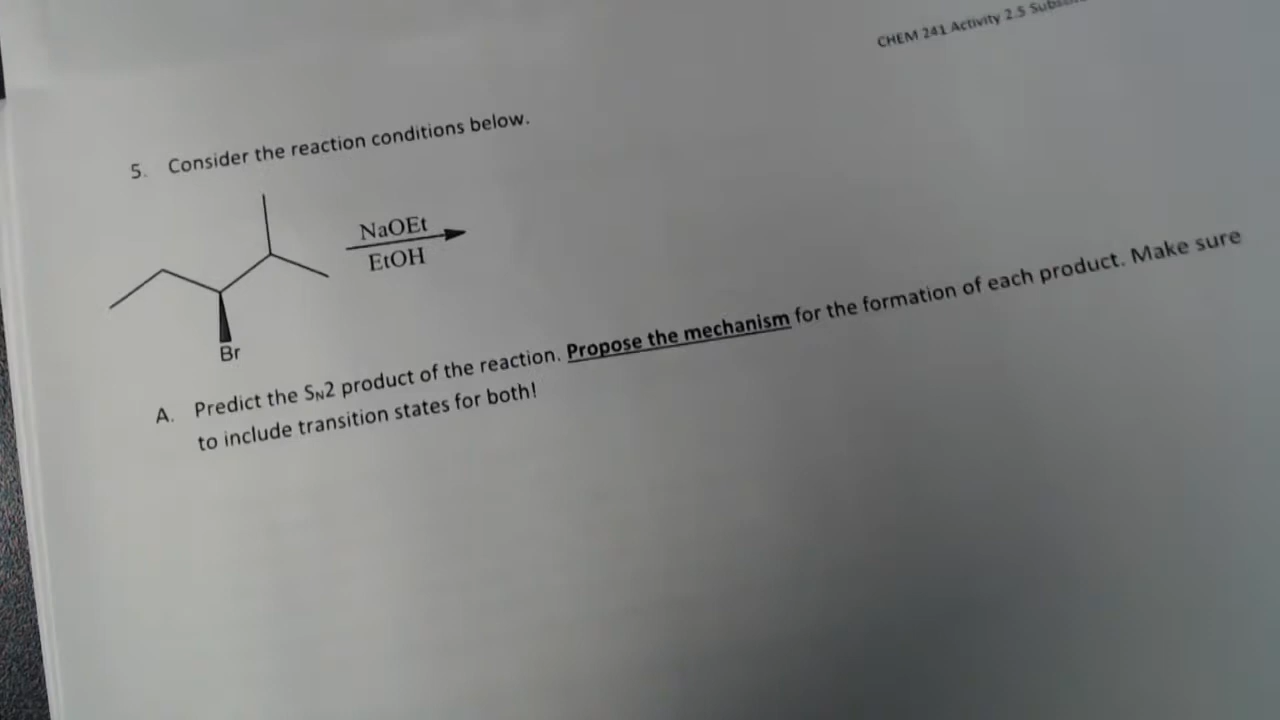 CHEM 241 Activity 2.5
5. Consider the reaction conditions below.
NaOEt
EtOH
Br
A. Predict the SN2 product of the reaction. Propose the mechanism for the formation of each product. Make sure
to include transition states for both!